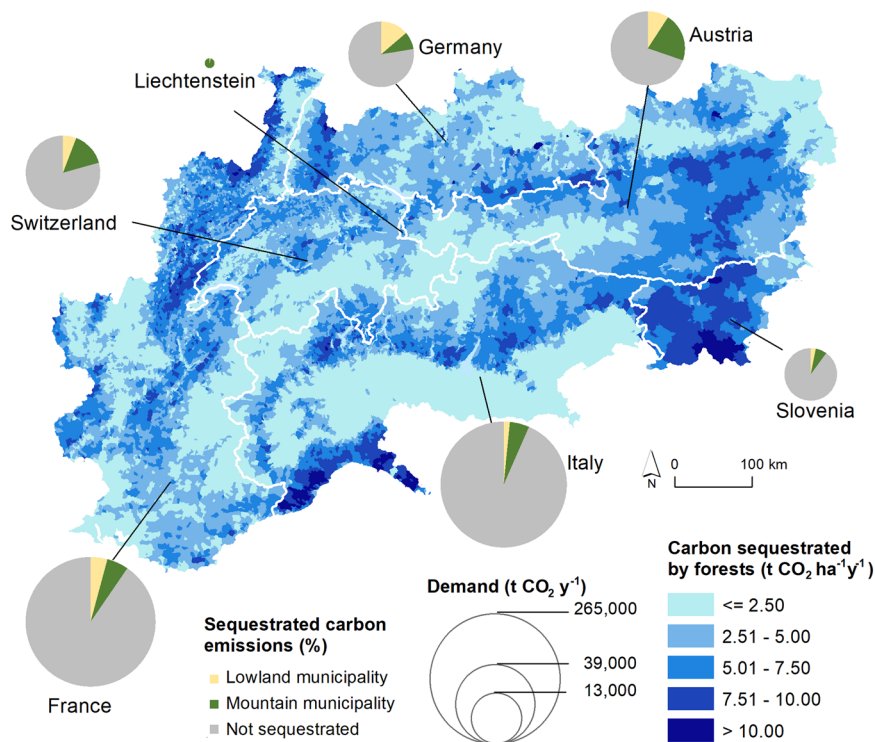 Germany
Austria
Liechtenstein
Switzerland
Slovenia
Italy
N
0 100 km
France
Sequestrated carbon
emissions (%)
Lowland municipality
Mountain municipality
Not sequestrated
Demand (t CO₂ y⁻¹)
265,000
39,000
13,000
Carbon sequestrated
by forests (t CO₂ ha⁻¹y⁻¹)
<= 2.50
2.51 - 5.00
5.01 - 7.50
7.51 - 10.00
> 10.00